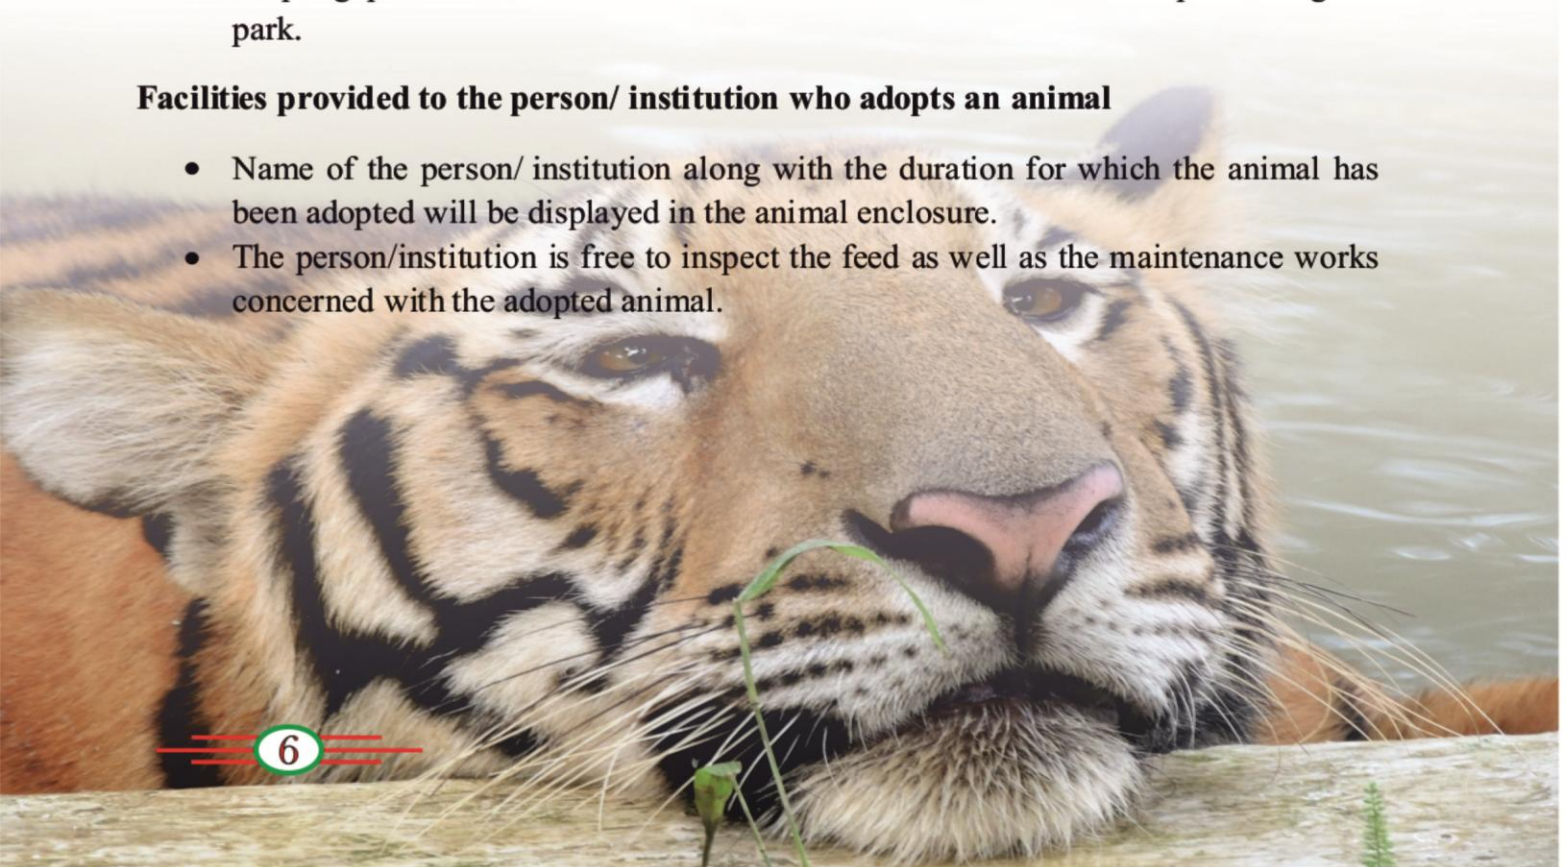 park.
Facilities provided to the person/ institution who adopts an animal
• Name of the person/ institution along with the duration for which the animal has
been adopted will be displayed in the animal enclosure.
• The person/institution is free to inspect the feed as well as the maintenance works
concerned with the adopted animal.
6